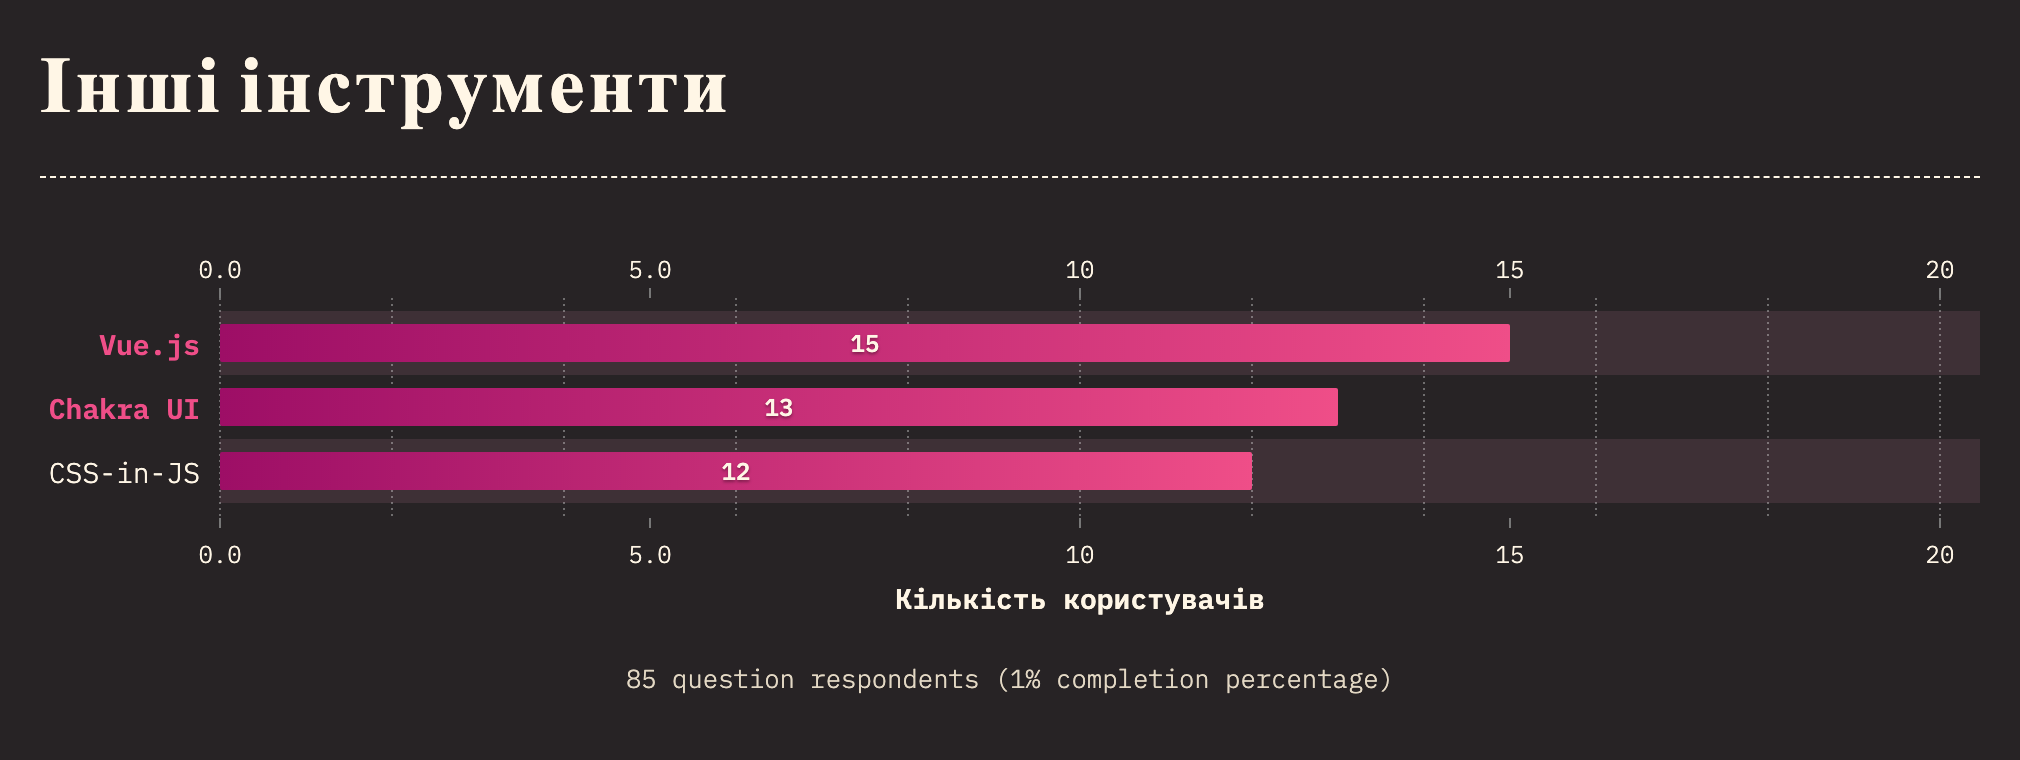 Інші інструменти
0.0 5.0 10 15 20
Vue.js 15
Chakra UI 13
CSS-in-JS 12
0.0 5.0 10 15 20
Кількість користувачів
85 question respondents (1% completion percentage)